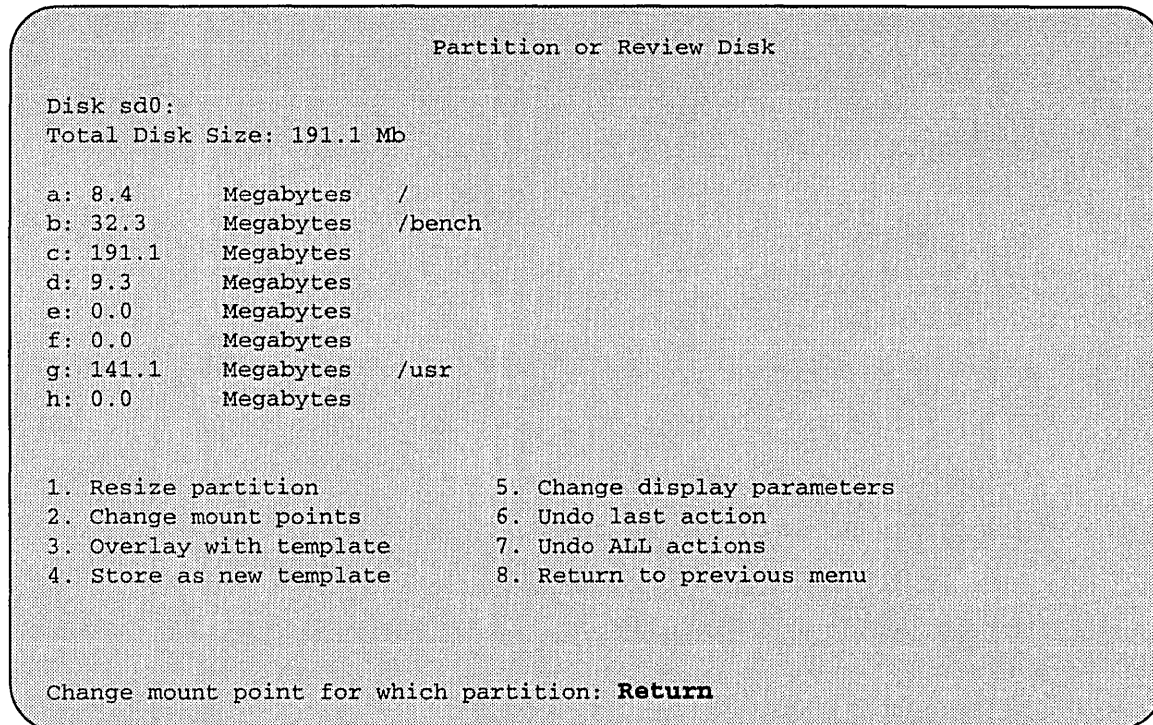 Partition or Review Disk
Disk sd0:
Total Disk Size: 191.1 Mb
a: 8.4 Megabytes /
b: 32.3 Megabytes /bench
c: 191.1 Megabytes
d: 9.3 Megabytes
e: 0.0 Megabytes
f: 0.0 Megabytes
g: 141.1 Megabytes /usr
h: 0.0 Megabytes
1. Resize partition 5. Change display parameters
2. Change mount points 6. Undo last action
3. Overlay with template 7. Undo ALL actions
4. Store as new template 8. Return to previous menu
Change mount point for which partition: Return